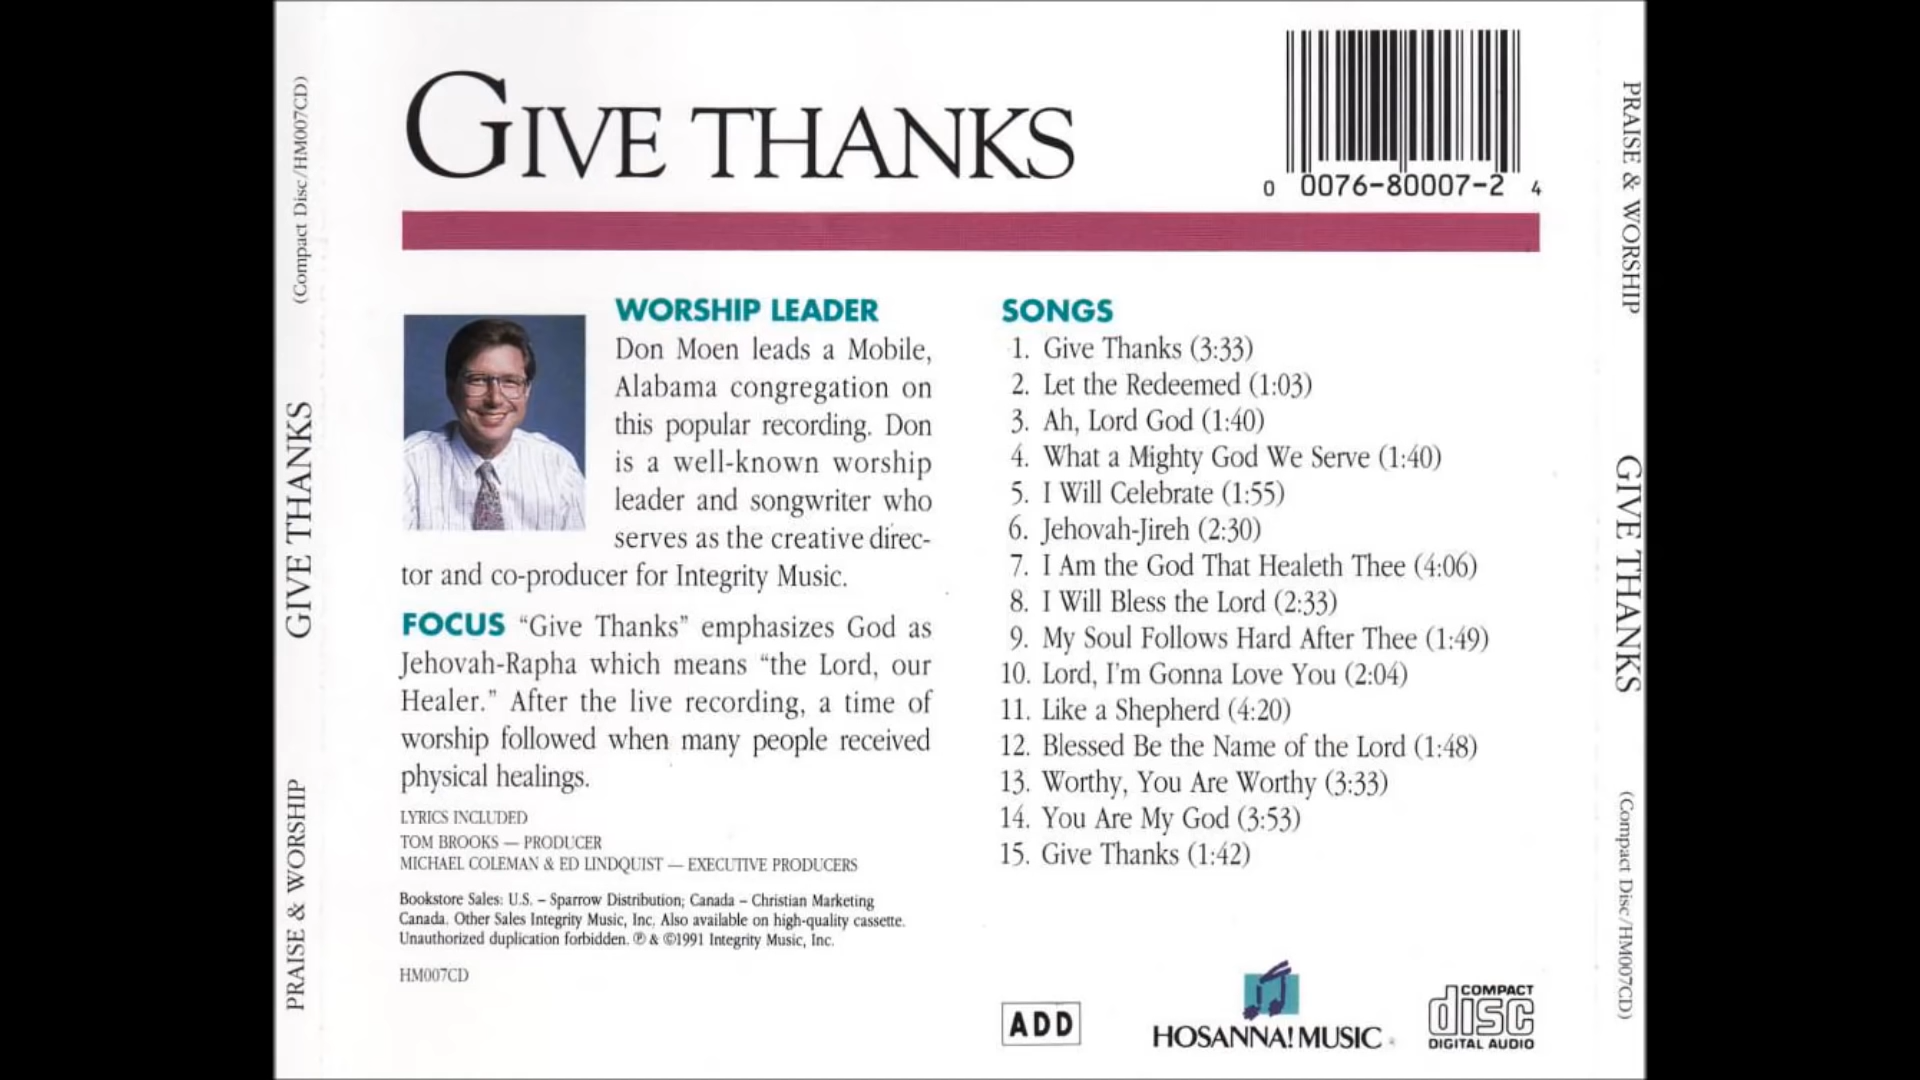 (Compact Disc/HM007CD)
GIVE THANKS
PRAISE & WORSHIP
GIVE THANKS
0 0076-80007-2 4
WORSHIP LEADER
Don Moen leads a Mobile,
Alabama congregation on
this popular recording. Don
is a well-known worship
leader and songwriter who
serves as the creative direc-
tor and co-producer for Integrity Music.
FOCUS “Give Thanks” emphasizes God as
Jehovah-Rapha which means “the Lord, our
Healer.” After the live recording, a time of
worship followed when many people received
physical healings.
LYRICS INCLUDED
TOM BROOKS — PRODUCER
MICHAEL COLEMAN & ED LINDQUIST — EXECUTIVE PRODUCERS
Bookstore Sales: U.S. – Sparrow Distribution; Canada – Christian Marketing
Canada. Other Sales Integrity Music, Inc. Also available on high-quality cassette.
Unauthorized duplication forbidden. ℗ & ©1991 Integrity Music, Inc.
HM007CD
SONGS
1. Give Thanks (3:33)
2. Let the Redeemed (1:03)
3. Ah, Lord God (1:40)
4. What a Mighty God We Serve (1:40)
5. I Will Celebrate (1:55)
6. Jehovah-Jireh (2:30)
7. I Am the God That Healeth Thee (4:06)
8. I Will Bless the Lord (2:33)
9. My Soul Follows Hard After Thee (1:49)
10. Lord, I'm Gonna Love You (2:04)
11. Like a Shepherd (4:20)
12. Blessed Be the Name of the Lord (1:48)
13. Worthy, You Are Worthy (3:33)
14. You Are My God (3:53)
15. Give Thanks (1:42)
ADD
HOSANNA! MUSIC
COMPACT
disc
DIGITAL AUDIO
PRAISE & WORSHIP
GIVE THANKS
(Compact Disc/HM007CD)